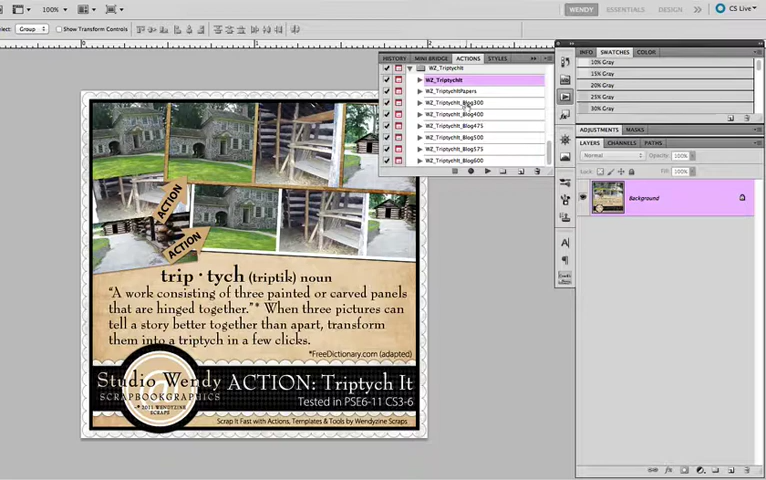 100%
WENDY
ESSENTIALS
DESIGN
CS Live
Group
Show Transform Controls
0
1
2
HISTORY MINI BRIDGE ACTIONS STYLES
WZ_TriptychIt
WZ_TriptychIt
WZ_TriptychItPapers
WZ_TriptychIt_Blog300
WZ_TriptychIt_Blog400
WZ_TriptychIt_Blog475
WZ_TriptychIt_Blog500
WZ_TriptychIt_Blog575
WZ_TriptychIt_Blog600
INFO SWATCHES COLOR
10% Gray
15% Gray
20% Gray
25% Gray
30% Gray
ADJUSTMENTS MASKS
LAYERS CHANNELS PATHS
Normal Opacity: 100%
Lock: Fill: 100%
Background
ACTION
ACTION
trip · tych (triptik) noun
"A work consisting of three painted or carved panels
that are hinged together."* When three pictures can
tell a story better together than apart, transform
them into a triptych in a few clicks.
*FreeDictionary.com (adapted)
Studio Wendy
SCRAPBOOKGRAPHICS
ACTION: Triptych It
Tested in PSE6-11 CS3-6
Scrap It Fast with Actions, Templates & Tools by Wendyzine Scraps